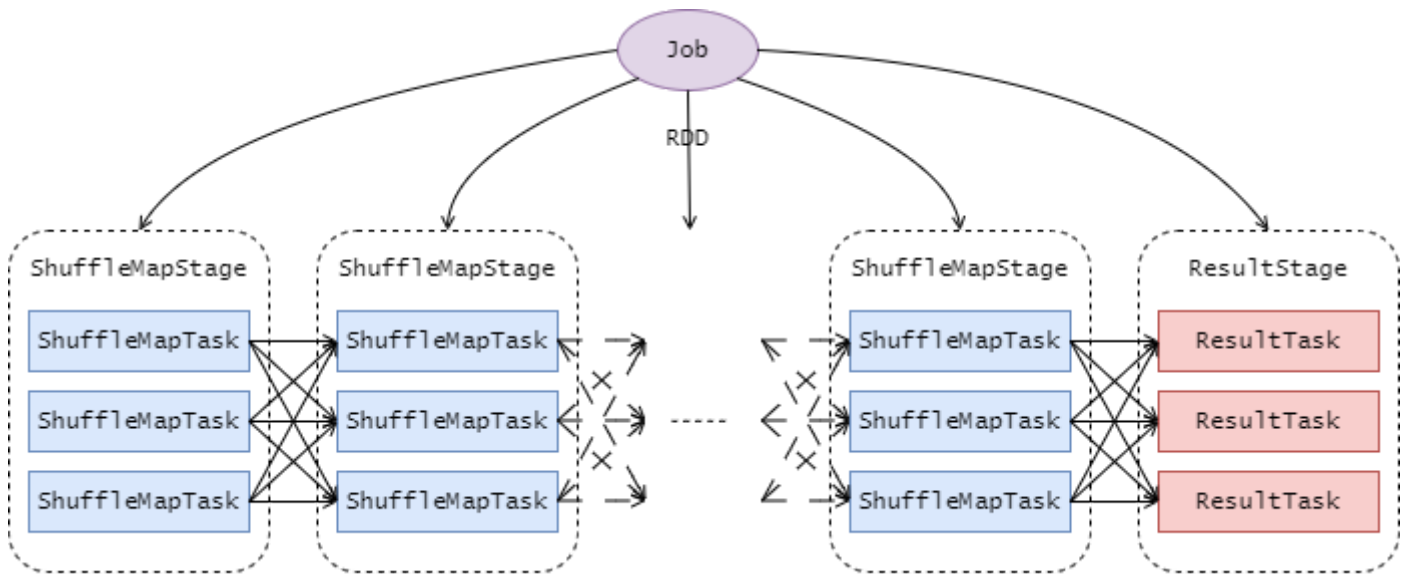 Job
RDD
ShuffleMapStage
ShuffleMapStage
ShuffleMapStage
ResultStage
ShuffleMapTask
ShuffleMapTask
ShuffleMapTask
ResultTask
ShuffleMapTask
ShuffleMapTask
ShuffleMapTask
ResultTask
ShuffleMapTask
ShuffleMapTask
ShuffleMapTask
ResultTask